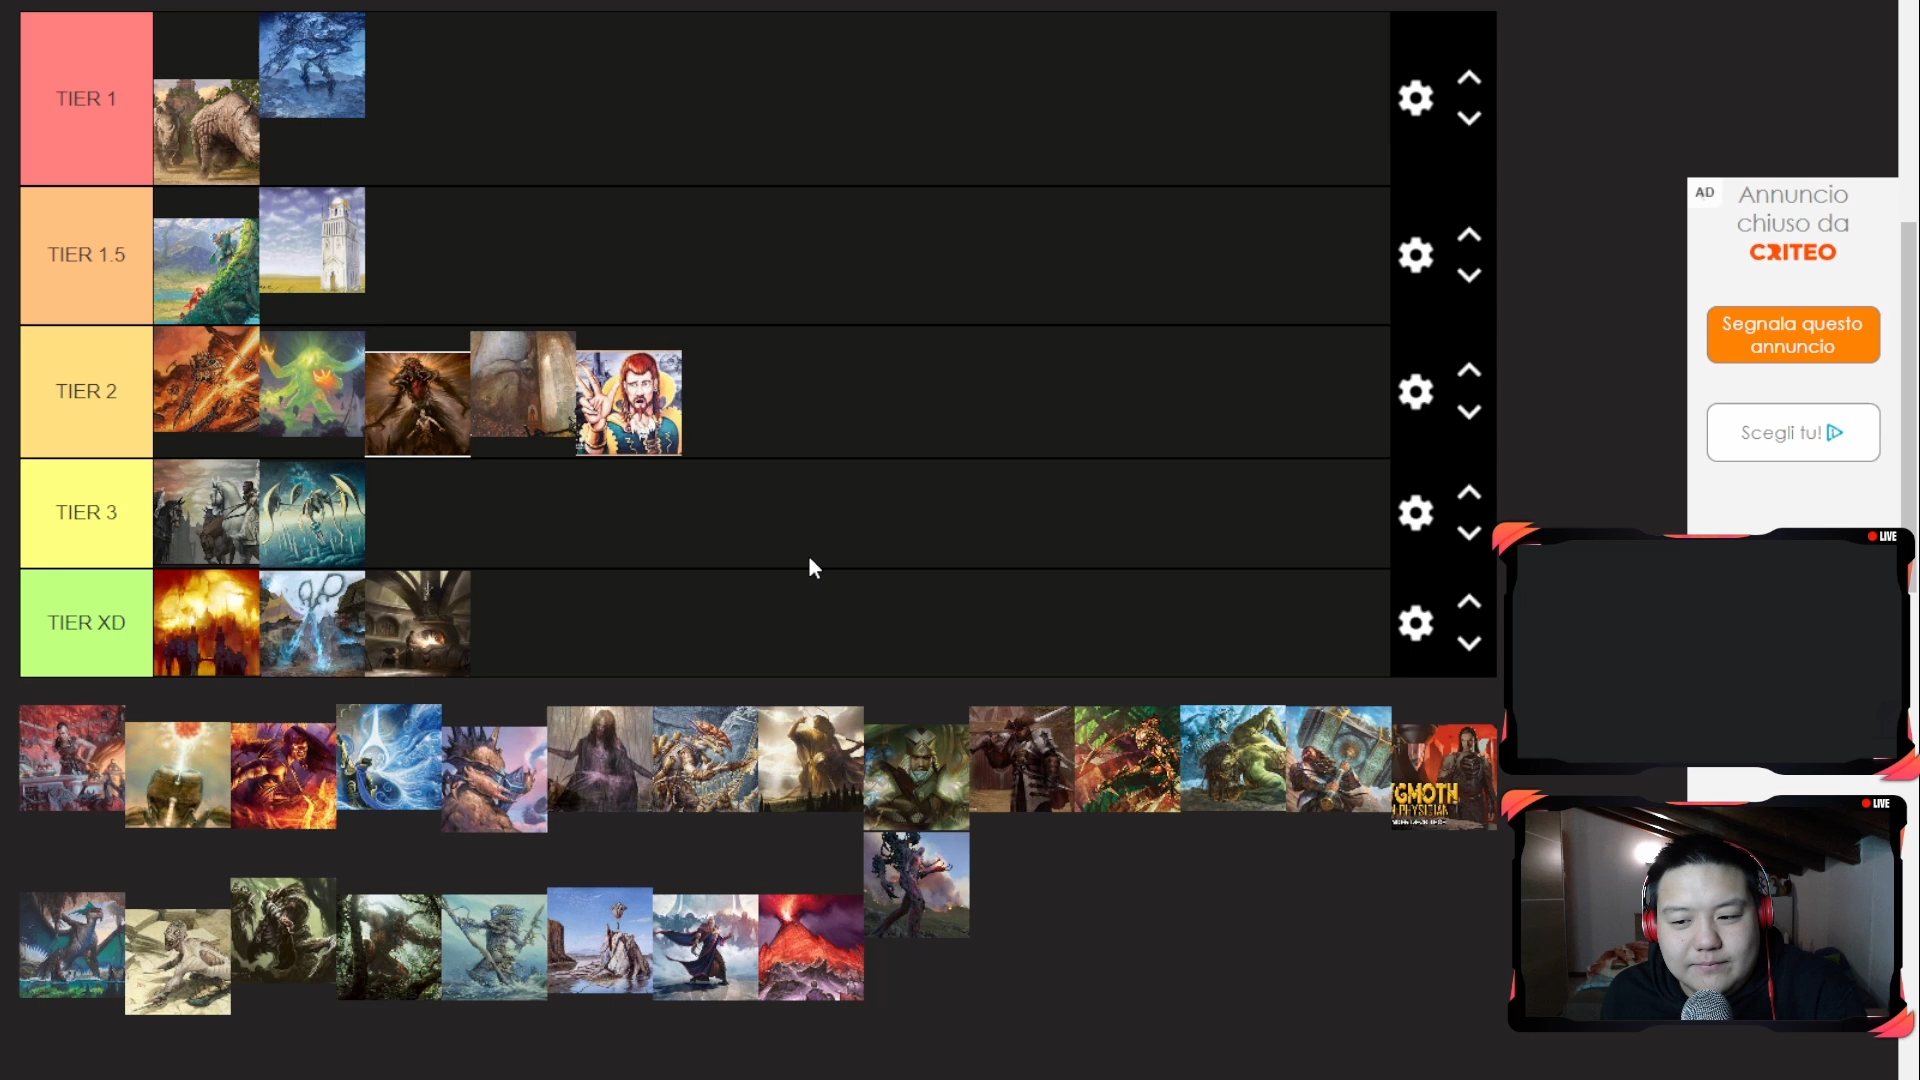 TIER 1
TIER 1.5
TIER 2
TIER 3
TIER XD
AD
Annuncio
chiuso da
CRITEO
Segnala questo
annuncio
Scegli tu!
LIVE
LIVE